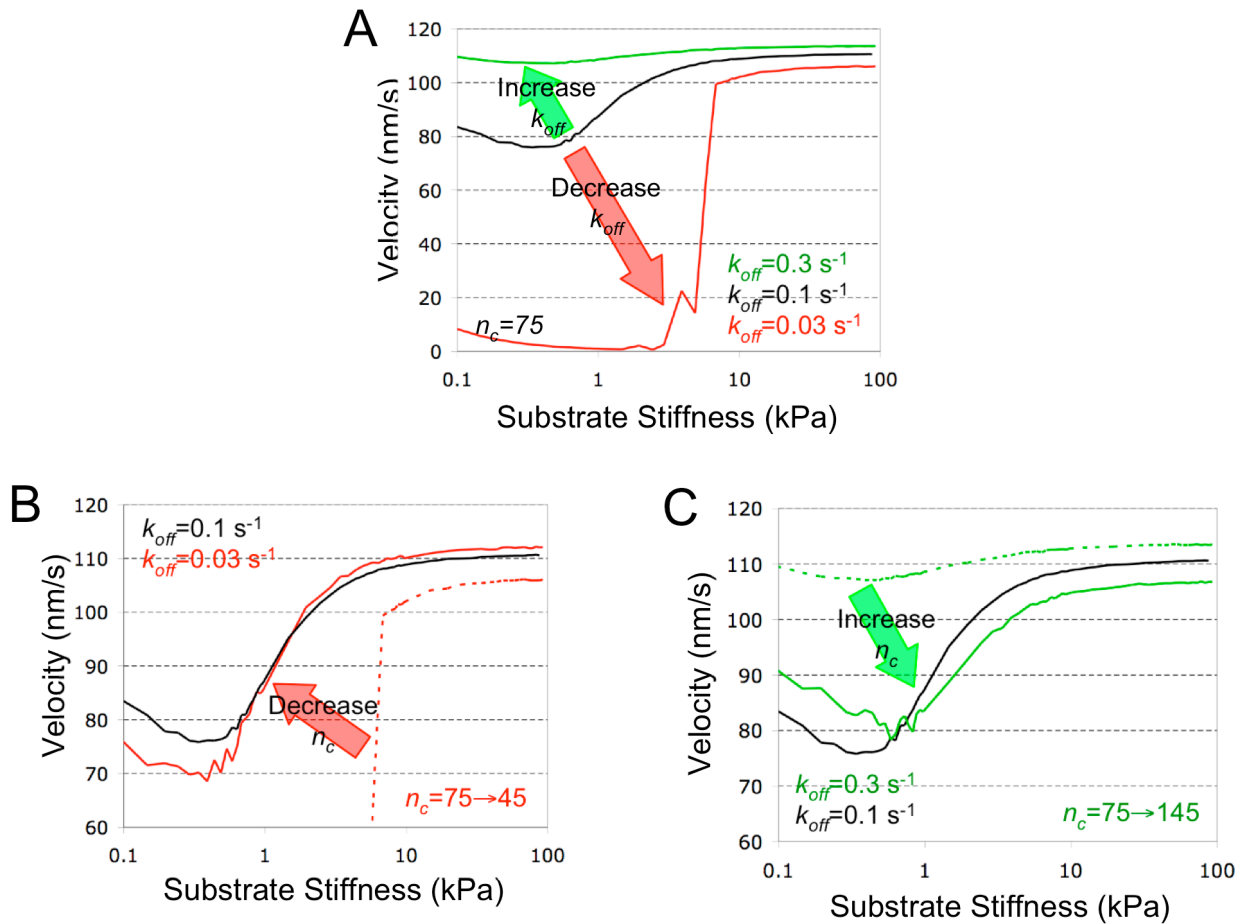 A
120
100
80
60
40
20
0
Velocity (nm/s)
Increase
koff
Decrease
koff
koff=0.3 s-1
koff=0.1 s-1
koff=0.03 s-1
nc=75
0.1 1 10 100
Substrate Stiffness (kPa)
B
120
110
100
90
80
70
60
Velocity (nm/s)
koff=0.1 s-1
koff=0.03 s-1
Decrease
nc
nc=75→45
0.1 1 10 100
Substrate Stiffness (kPa)
C
120
110
100
90
80
70
60
Velocity (nm/s)
Increase
nc
koff=0.3 s-1
koff=0.1 s-1
nc=75→145
0.1 1 10 100
Substrate Stiffness (kPa)